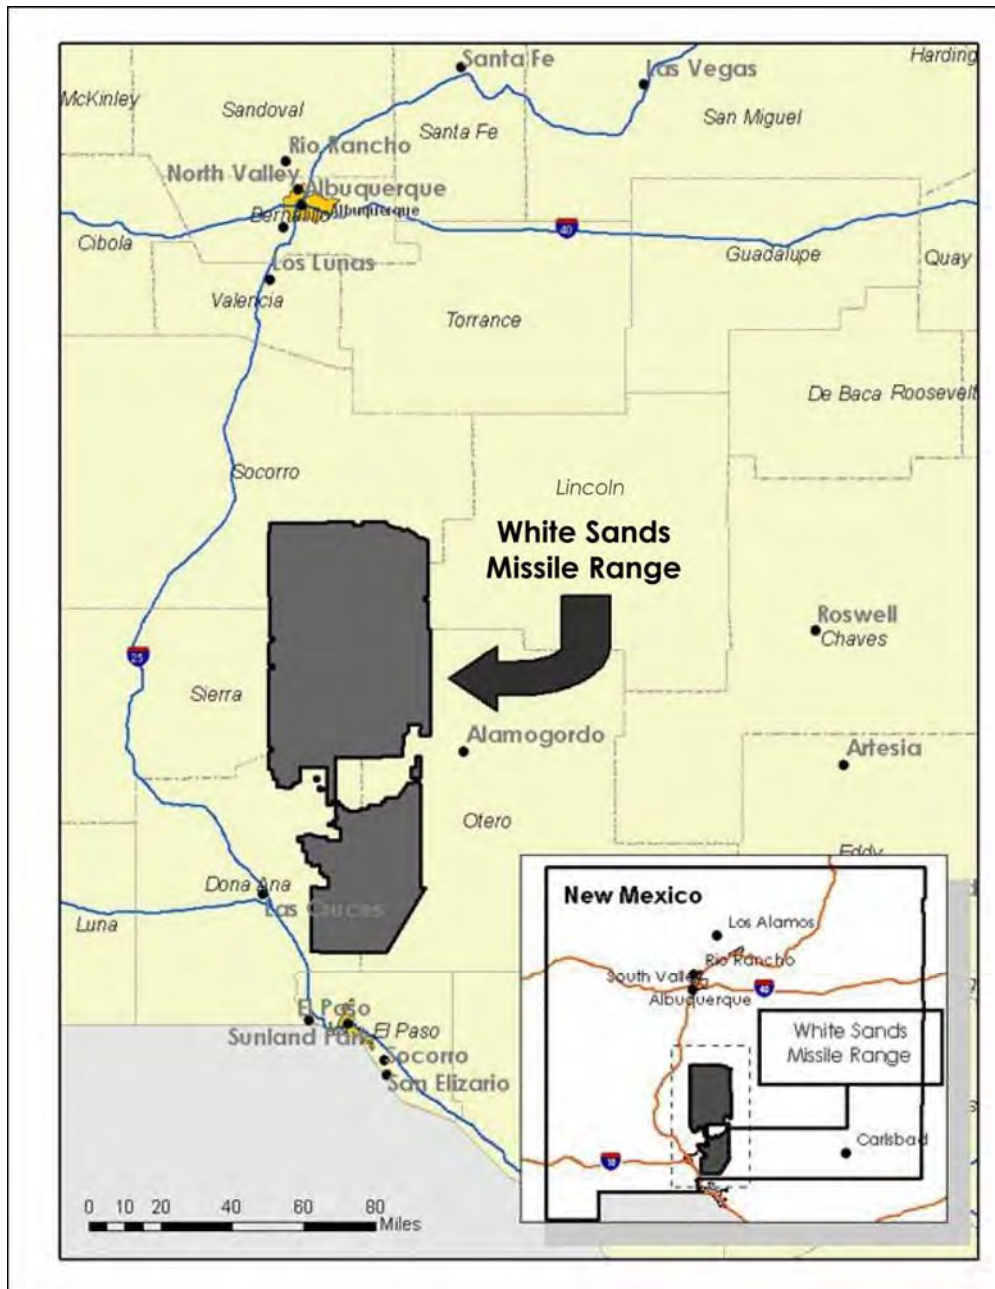 Santa Fe
Las Vegas
Harding
McKinley
Sandoval
Santa Fe
San Miguel
Rio Rancho
North Valley
Albuquerque
Albuquerque
Bernalillo
Cibola
Guadalupe
Quay
Los Lunas
Valencia
Torrance
40
De Baca
Roosevelt
Socorro
Lincoln
White Sands
Missile Range
Roswell
Chaves
25
Sierra
Alamogordo
Artesia
Otero
Eddy
Dona Ana
Las Cruces
Luna
El Paso
El Paso
Sunland Park
Socorro
San Elizario
0 10 20 40 60 80
Miles
New Mexico
Los Alamos
Rio Rancho
South Valley
40
Albuquerque
White Sands
Missile Range
Carlsbad
10